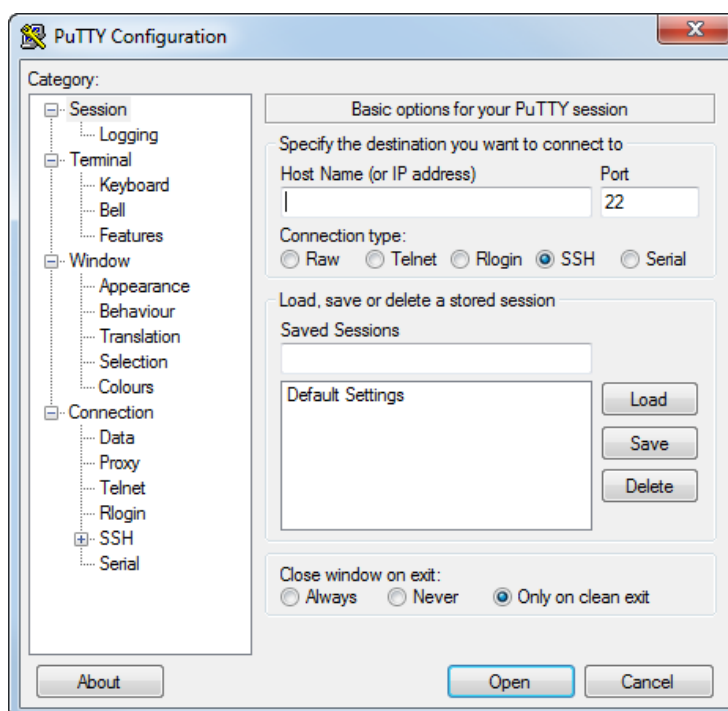 PuTTY Configuration
Category:
Session
Logging
Terminal
Keyboard
Bell
Features
Window
Appearance
Behaviour
Translation
Selection
Colours
Connection
Data
Proxy
Telnet
Rlogin
SSH
Serial
Basic options for your PuTTY session
Specify the destination you want to connect to
Host Name (or IP address) Port
22
Connection type:
Raw Telnet Rlogin SSH Serial
Load, save or delete a stored session
Saved Sessions
Default Settings
Load
Save
Delete
Close window on exit:
Always Never Only on clean exit
About Open Cancel